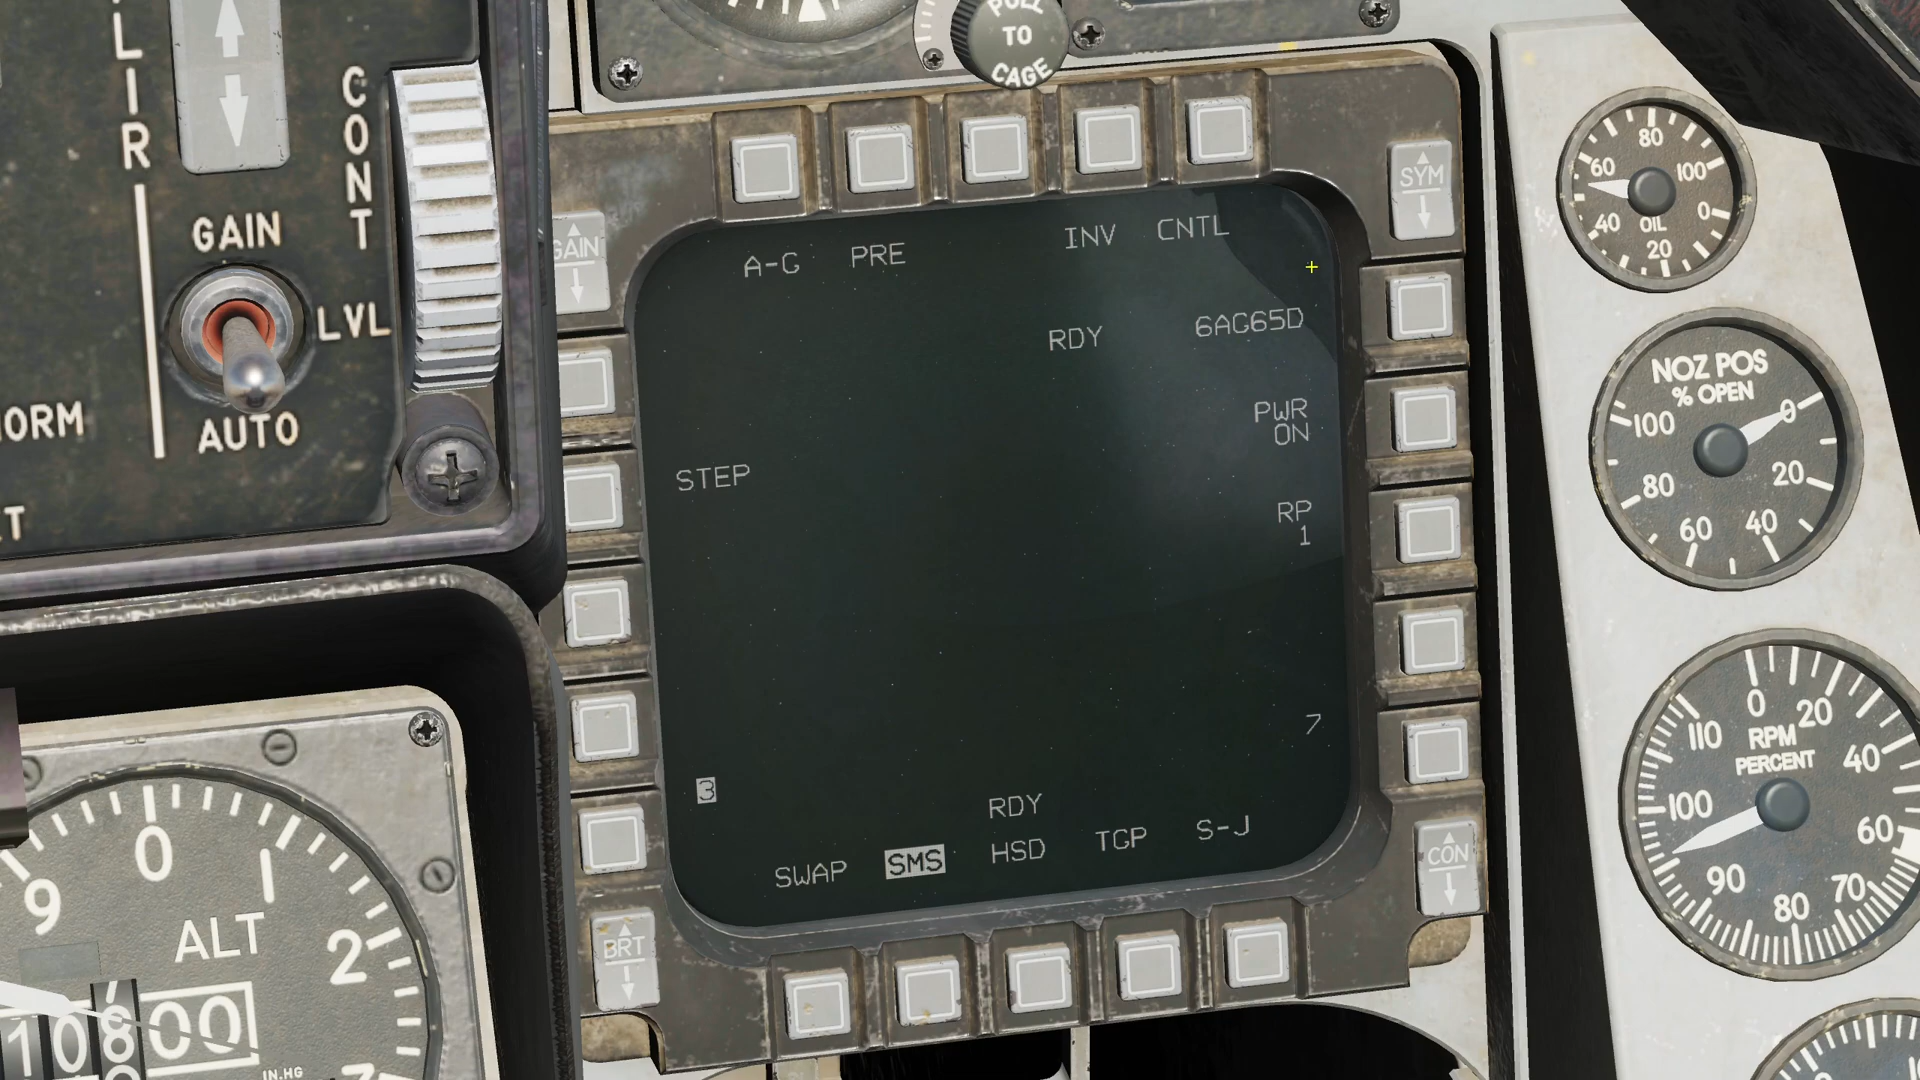 PULL
TO
CAGE
LIR
CONT
GAIN
LVL
AUTO
GAIN
SYM
A-G PRE INV CNTL
RDY 6AG65D
PWR
ON
STEP
RP
1
7
3
RDY
SWAP SMS HSD TGP S-J
BRT
CON
80
60 100
40 OIL 0
20
NOZ POS
% OPEN
100 0
80 20
60 40
0 20
110 RPM 40
PERCENT
100 60
90 70
80
0
9 1
ALT 2
10800
IN.HG